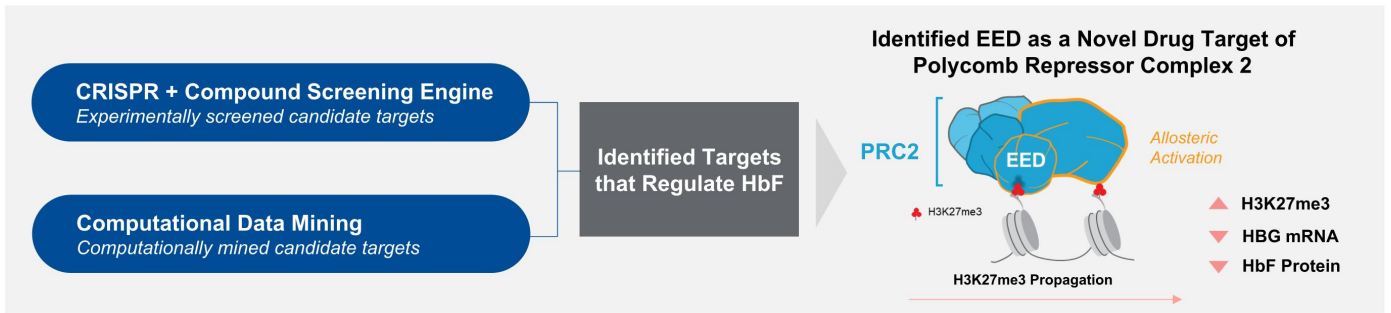 CRISPR + Compound Screening Engine
Experimentally screened candidate targets
Computational Data Mining
Computationally mined candidate targets
Identified Targets
that Regulate HbF
Identified EED as a Novel Drug Target of
Polycomb Repressor Complex 2
PRC2
EED
Allosteric
Activation
H3K27me3
H3K27me3 Propagation
H3K27me3
HBG mRNA
HbF Protein